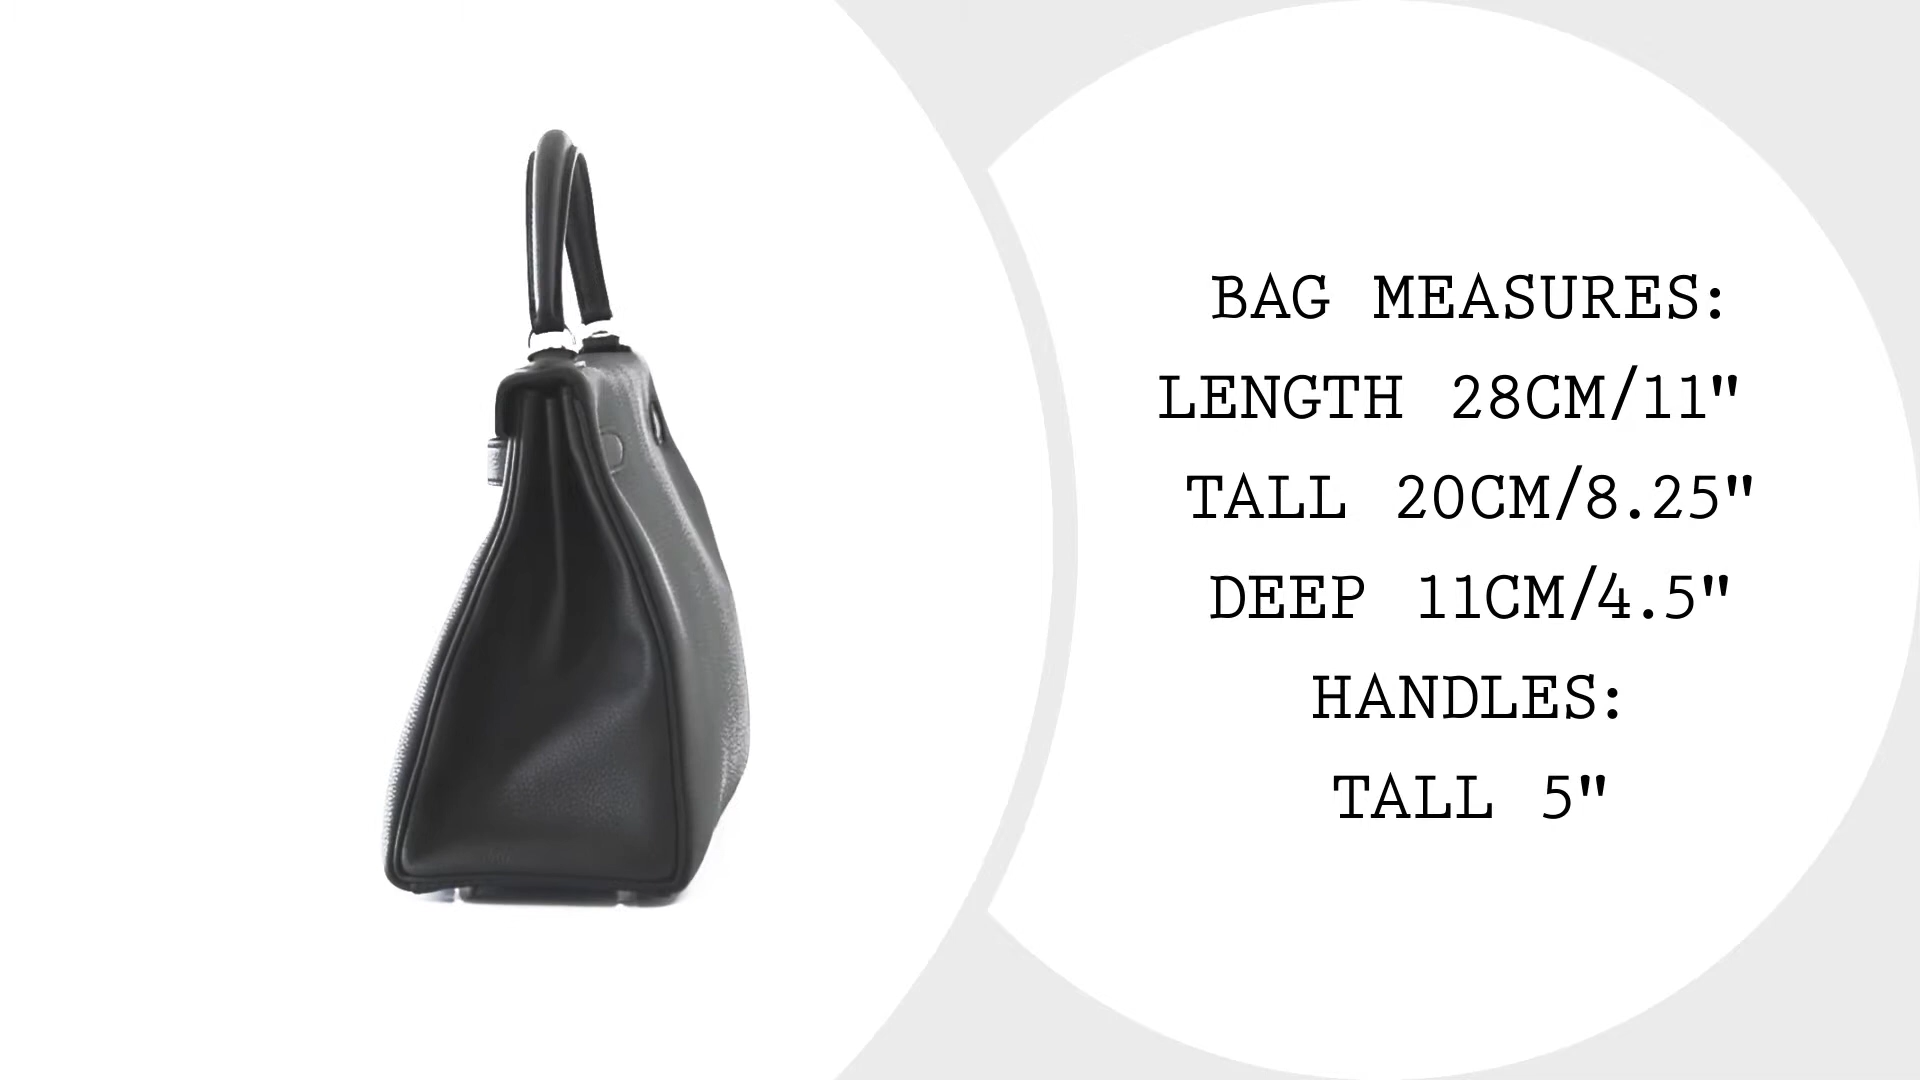 BAG MEASURES:
LENGTH 28CM/11"
TALL 20CM/8.25"
DEEP 11CM/4.5"
HANDLES:
TALL 5"